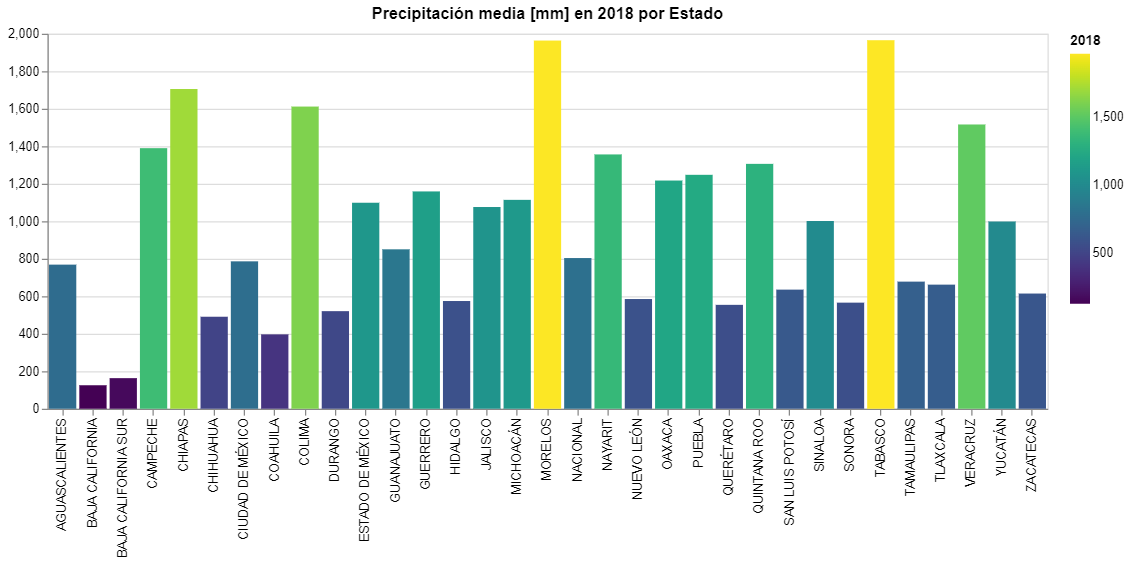 Precipitación media [mm] en 2018 por Estado
2,000
1,800
1,600
1,400
1,200
1,000
800
600
400
200
0
AGUASCALIENTES
BAJA CALIFORNIA
BAJA CALIFORNIA SUR
CAMPECHE
CHIAPAS
CHIHUAHUA
CIUDAD DE MÉXICO
COAHUILA
COLIMA
DURANGO
ESTADO DE MÉXICO
GUANAJUATO
GUERRERO
HIDALGO
JALISCO
MICHOACÁN
MORELOS
NACIONAL
NAYARIT
NUEVO LEÓN
OAXACA
PUEBLA
QUERÉTARO
QUINTANA ROO
SAN LUIS POTOSÍ
SINALOA
SONORA
TABASCO
TAMAULIPAS
TLAXCALA
VERACRUZ
YUCATÁN
ZACATECAS
2018
1,500
1,000
500